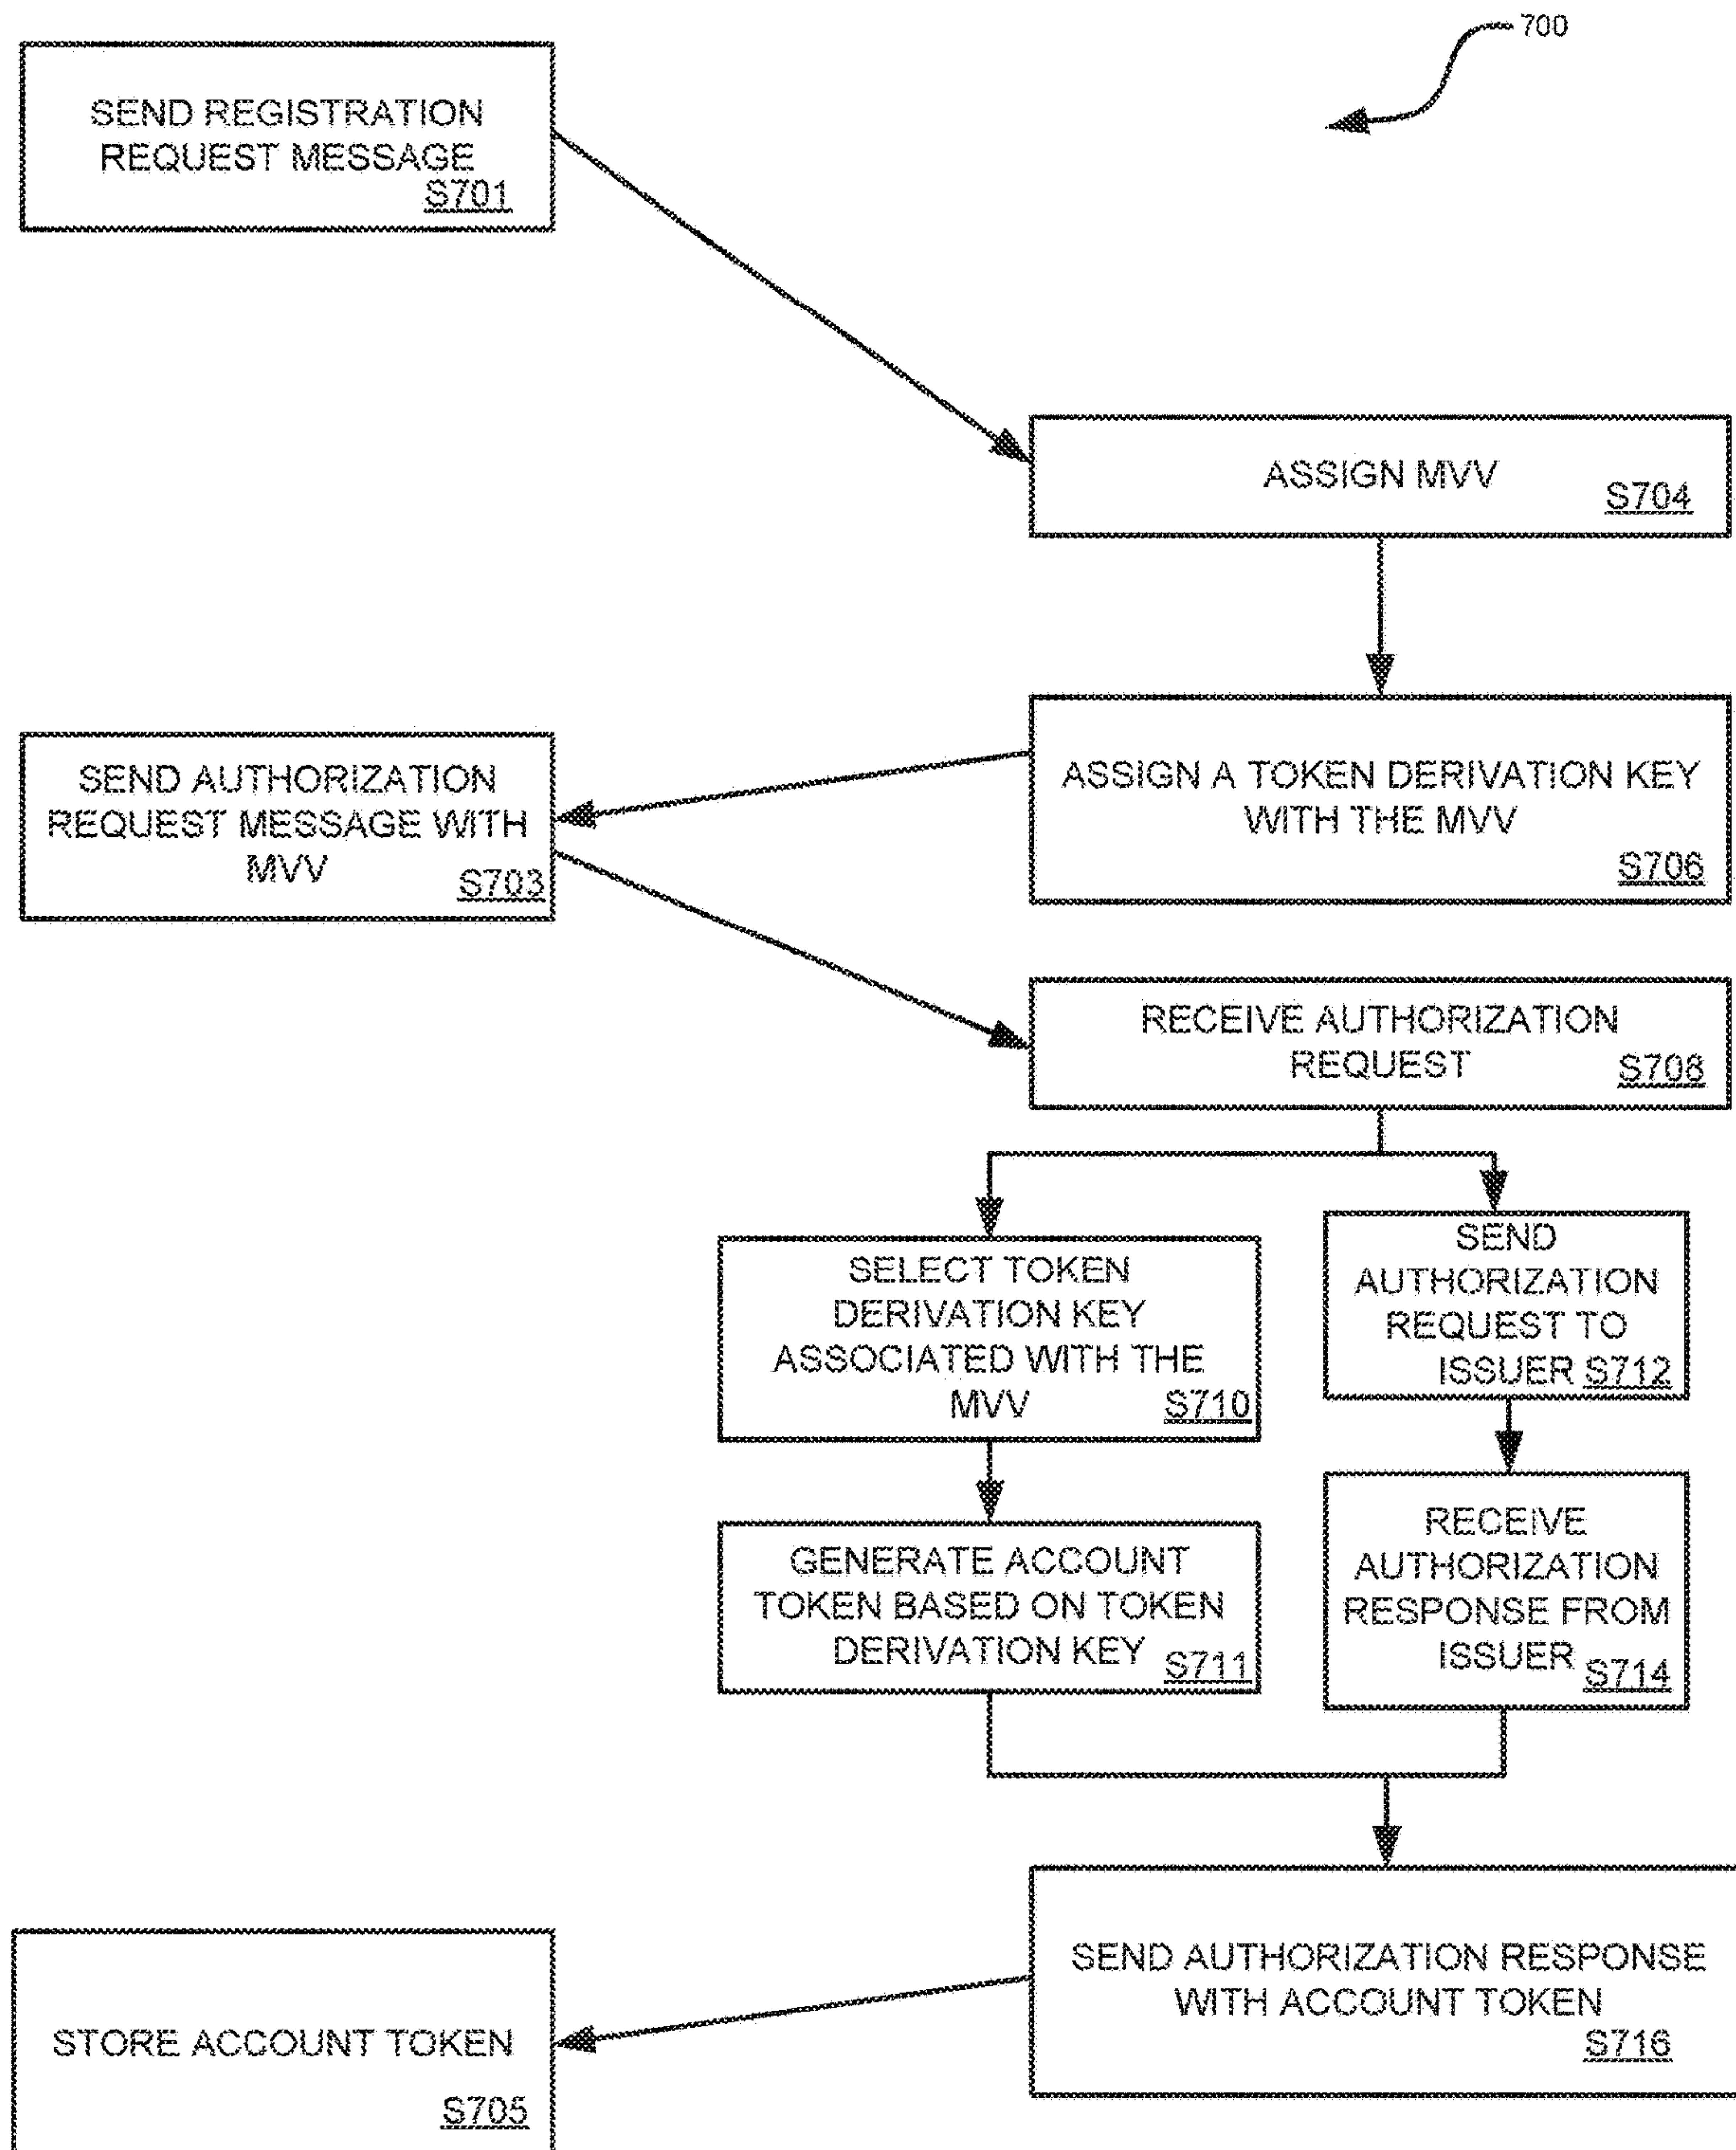 700
SEND REGISTRATION
REQUEST MESSAGE
S701
ASSIGN MVV
S704
ASSIGN A TOKEN DERIVATION KEY
WITH THE MVV
S706
SEND AUTHORIZATION
REQUEST MESSAGE WITH
MVV
S703
RECEIVE AUTHORIZATION
REQUEST
S708
SELECT TOKEN
DERIVATION KEY
ASSOCIATED WITH THE
MVV
S710
SEND
AUTHORIZATION
REQUEST TO
ISSUER S712
GENERATE ACCOUNT
TOKEN BASED ON TOKEN
DERIVATION KEY
S711
RECEIVE
AUTHORIZATION
RESPONSE FROM
ISSUER
S714
SEND AUTHORIZATION RESPONSE
WITH ACCOUNT TOKEN
S716
STORE ACCOUNT TOKEN
S705